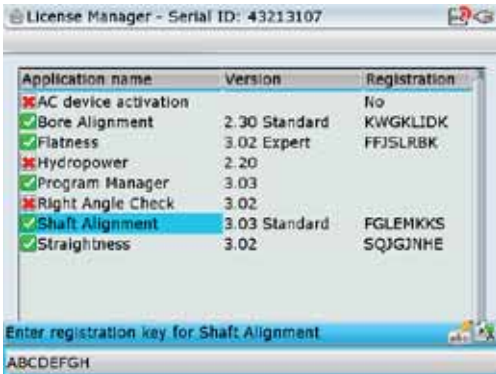 License Manager - Serial ID: 43213107
Application name Version Registration
AC device activation No
Bore Alignment 2.30 Standard KWGKLIDK
Flatness 3.02 Expert FFJSLRBK
Hydropower 2.20
Program Manager 3.03
Right Angle Check 3.02
Shaft Alignment 3.03 Standard FGLEMKKS
Straightness 3.02 SQJGJNHE
Enter registration key for Shaft Alignment
ABCDEFGH